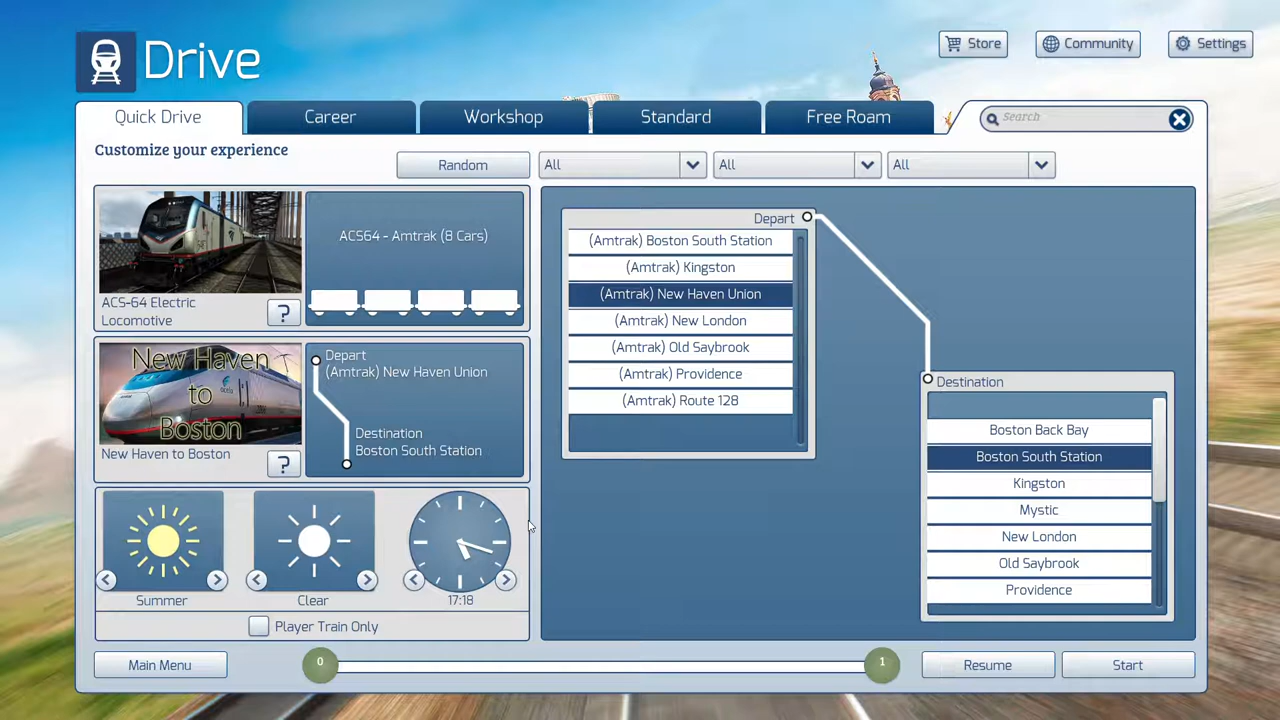 Drive
Store
Community
Settings
Quick Drive
Career
Workshop
Standard
Free Roam
Search
Customize your experience
Random
All
All
All
ACS64 - Amtrak (8 Cars)
ACS-64 Electric
Locomotive
?
New Haven
to
Boston
New Haven to Boston
?
Depart
(Amtrak) New Haven Union
Destination
Boston South Station
Summer
Clear
17:18
Player Train Only
Depart
(Amtrak) Boston South Station
(Amtrak) Kingston
(Amtrak) New Haven Union
(Amtrak) New London
(Amtrak) Old Saybrook
(Amtrak) Providence
(Amtrak) Route 128
Destination
Boston Back Bay
Boston South Station
Kingston
Mystic
New London
Old Saybrook
Providence
Main Menu
0
1
Resume
Start